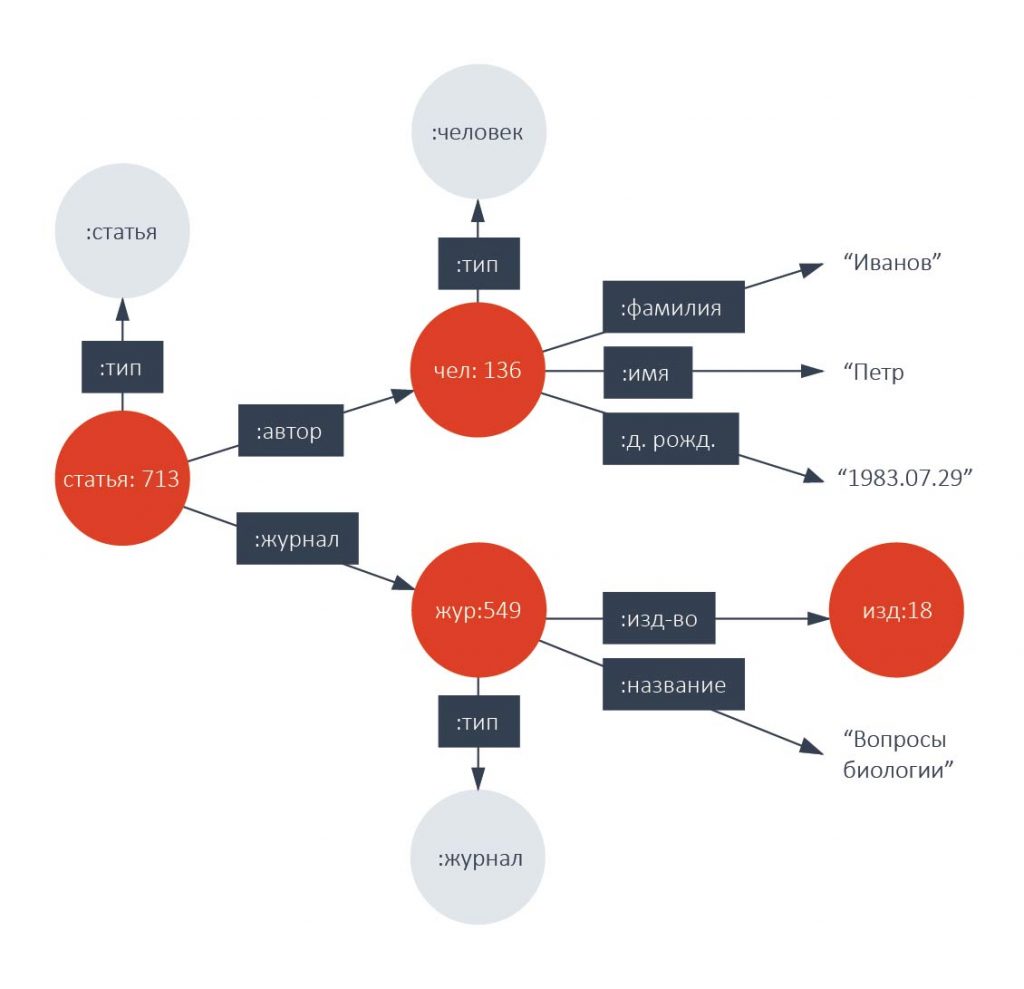 :человек
:статья
:тип
“Иванов”
:фамилия
:тип
чел: 136
:имя
“Петр
:автор
:д. рожд.
статья: 713
“1983.07.29”
:журнал
жур:549
:изд-во
изд:18
:название
:тип
“Вопросы
биологии”
:журнал